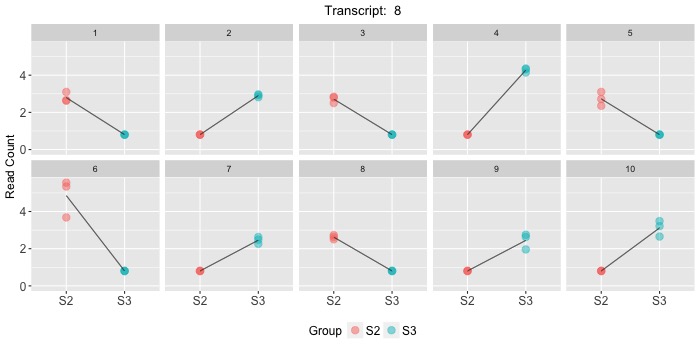 Transcript: 8
1 2 3 4 5
4
2
0
Read Count
6 7 8 9 10
4
2
0
S2 S3 S2 S3 S2 S3 S2 S3 S2 S3
Group S2 S3